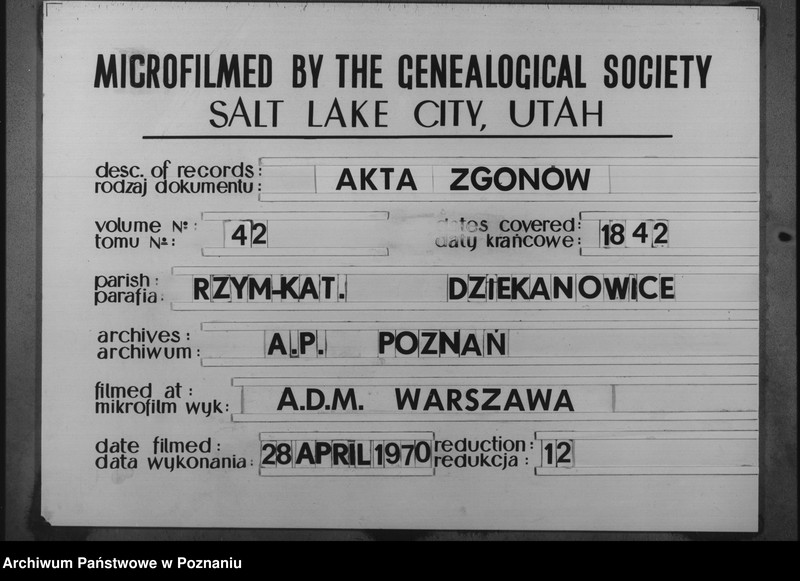 MICROFILMED BY THE GENEALOGICAL SOCIETY
SALT LAKE CITY, UTAH
desc. of records: AKTA ZGONÓW
rodzaj dokumentu:
volume No: 42 dates covered: 1842
tomu No: daty krańcowe:
parish: RZYM-KAT. DZIEKANOWICE
parafia:
archives: A.P. POZNAŃ
archiwum:
filmed at: A.D.M. WARSZAWA
mikrofilm wyk:
date filmed: 28 APRIL 1970 reduction: 12
data wykonania: redukcja:
Archiwum Państwowe w Poznaniu